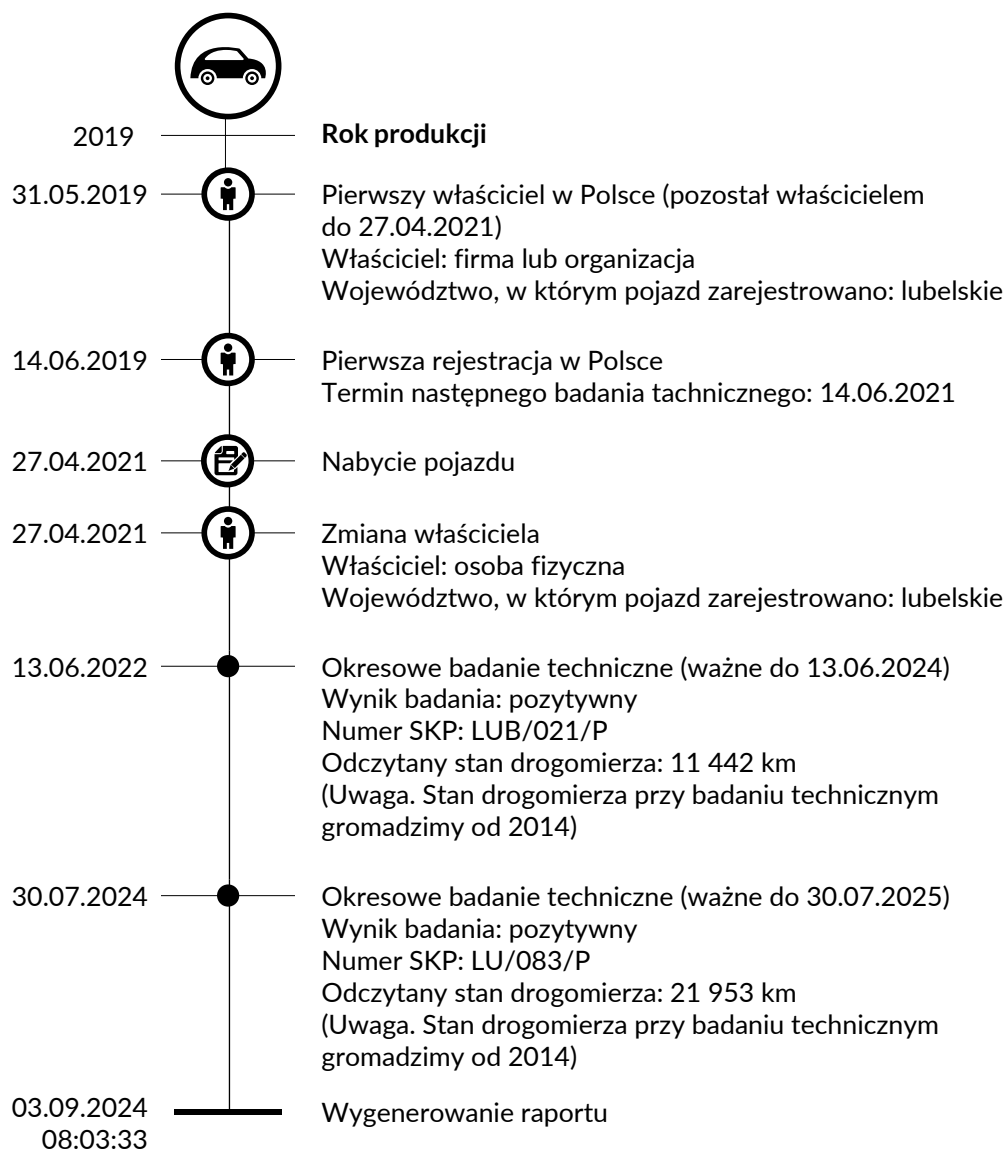 2019
Rok produkcji
31.05.2019
Pierwszy właściciel w Polsce (pozostał właścicielem
do 27.04.2021)
Właściciel: firma lub organizacja
Województwo, w którym pojazd zarejestrowano: lubelskie
14.06.2019
Pierwsza rejestracja w Polsce
Termin następnego badania tachnicznego: 14.06.2021
27.04.2021
Nabycie pojazdu
27.04.2021
Zmiana właściciela
Właściciel: osoba fizyczna
Województwo, w którym pojazd zarejestrowano: lubelskie
13.06.2022
Okresowe badanie techniczne (ważne do 13.06.2024)
Wynik badania: pozytywny
Numer SKP: LUB/021/P
Odczytany stan drogomierza: 11 442 km
(Uwaga. Stan drogomierza przy badaniu technicznym
gromadzimy od 2014)
30.07.2024
Okresowe badanie techniczne (ważne do 30.07.2025)
Wynik badania: pozytywny
Numer SKP: LU/083/P
Odczytany stan drogomierza: 21 953 km
(Uwaga. Stan drogomierza przy badaniu technicznym
gromadzimy od 2014)
03.09.2024
08:03:33
Wygenerowanie raportu